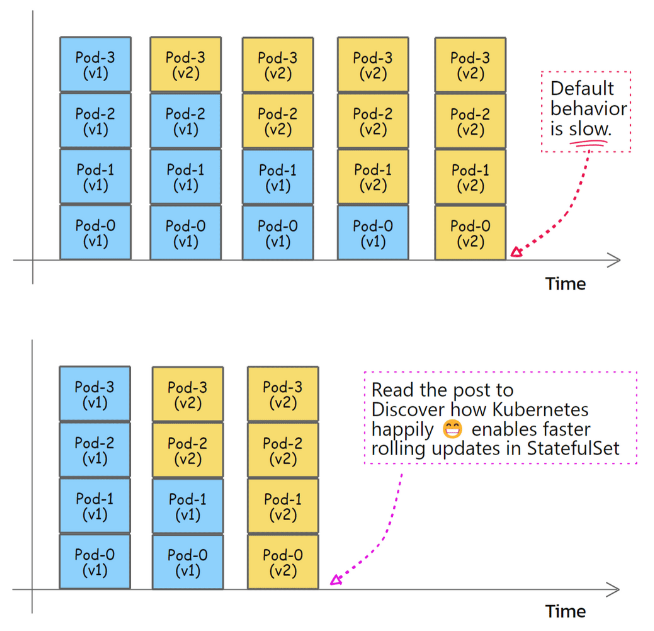 Pod-3
(v1)
Pod-3
(v2)
Pod-3
(v2)
Pod-3
(v2)
Pod-3
(v2)
Pod-2
(v1)
Pod-2
(v1)
Pod-2
(v2)
Pod-2
(v2)
Pod-2
(v2)
Pod-1
(v1)
Pod-1
(v1)
Pod-1
(v1)
Pod-1
(v2)
Pod-1
(v2)
Pod-0
(v1)
Pod-0
(v1)
Pod-0
(v1)
Pod-0
(v1)
Pod-0
(v2)
Default
behavior
is slow.
Time
Pod-3
(v1)
Pod-3
(v2)
Pod-3
(v2)
Pod-2
(v1)
Pod-2
(v2)
Pod-2
(v2)
Pod-1
(v1)
Pod-1
(v1)
Pod-1
(v2)
Pod-0
(v1)
Pod-0
(v1)
Pod-0
(v2)
Read the post to
Discover how Kubernetes
happily 😁 enables faster
rolling updates in StatefulSet
Time